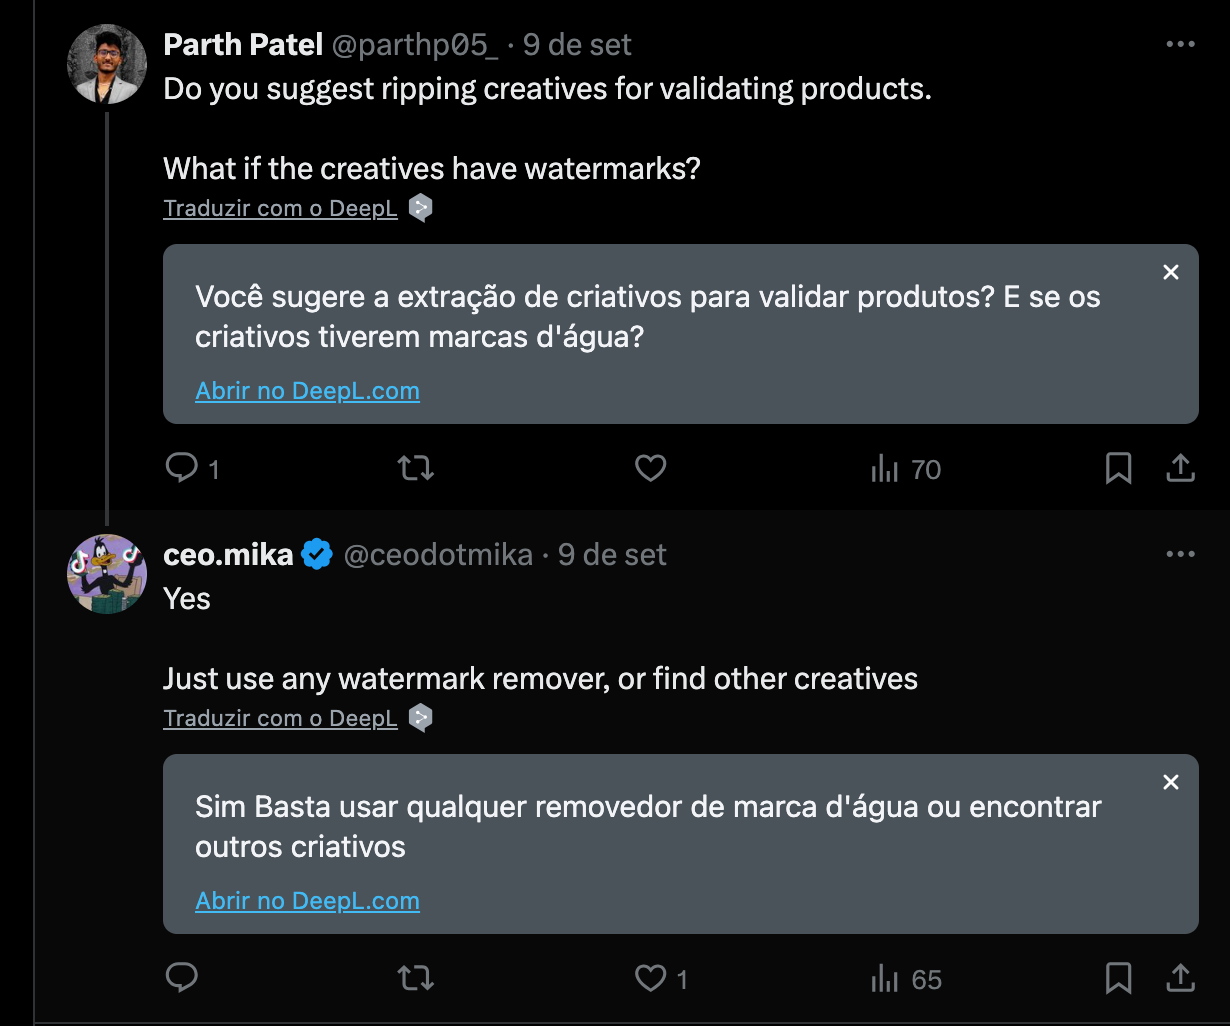 Parth Patel @parthp05_ · 9 de set
Do you suggest ripping creatives for validating products.
What if the creatives have watermarks?
Traduzir com o DeepL
Você sugere a extração de criativos para validar produtos? E se os
criativos tiverem marcas d'água?
Abrir no DeepL.com
1
70
ceo.mika @ceodotmika · 9 de set
Yes
Just use any watermark remover, or find other creatives
Traduzir com o DeepL
Sim Basta usar qualquer removedor de marca d'água ou encontrar
outros criativos
Abrir no DeepL.com
1
65